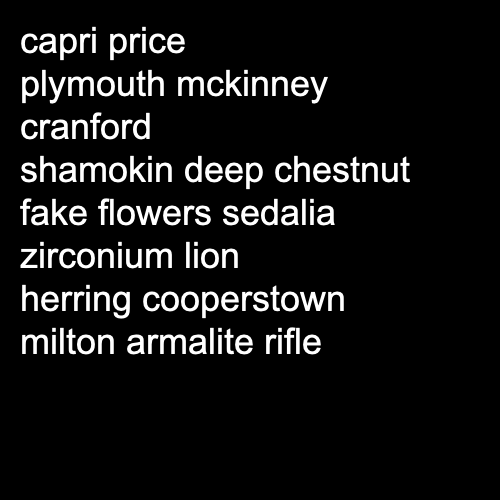 capri price
plymouth mckinney
cranford
shamokin deep chestnut
fake flowers sedalia
zirconium lion
herring cooperstown
milton armalite rifle